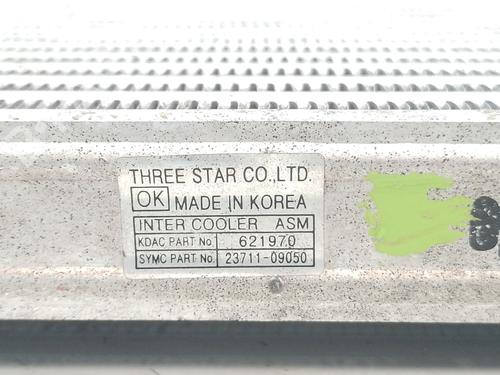 THREE STAR CO.,LTD.
OK MADE IN KOREA
INTER COOLER ASM
KDAC PART No 621970
SYMC PART No 23711-09050